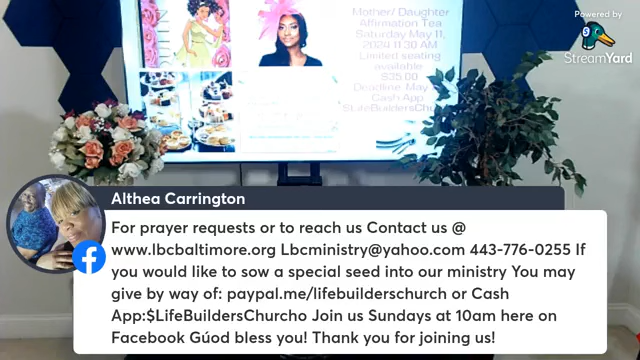 Powered by
StreamYard
Mother/ Daughter
Affirmation Tea
Saturday May 11,
2024 11:30 AM
Limited seating
available
$35.00
Deadline: May
Cash App
$LifeBuildersChurcho
Althea Carrington
For prayer requests or to reach us Contact us @
www.lbcbaltimore.org Lbcministry@yahoo.com 443-776-0255 If
you would like to sow a special seed into our ministry You may
give by way of: paypal.me/lifebuilderschurch or Cash
App:$LifeBuildersChurcho Join us Sundays at 10am here on
Facebook Gúod bless you! Thank you for joining us!